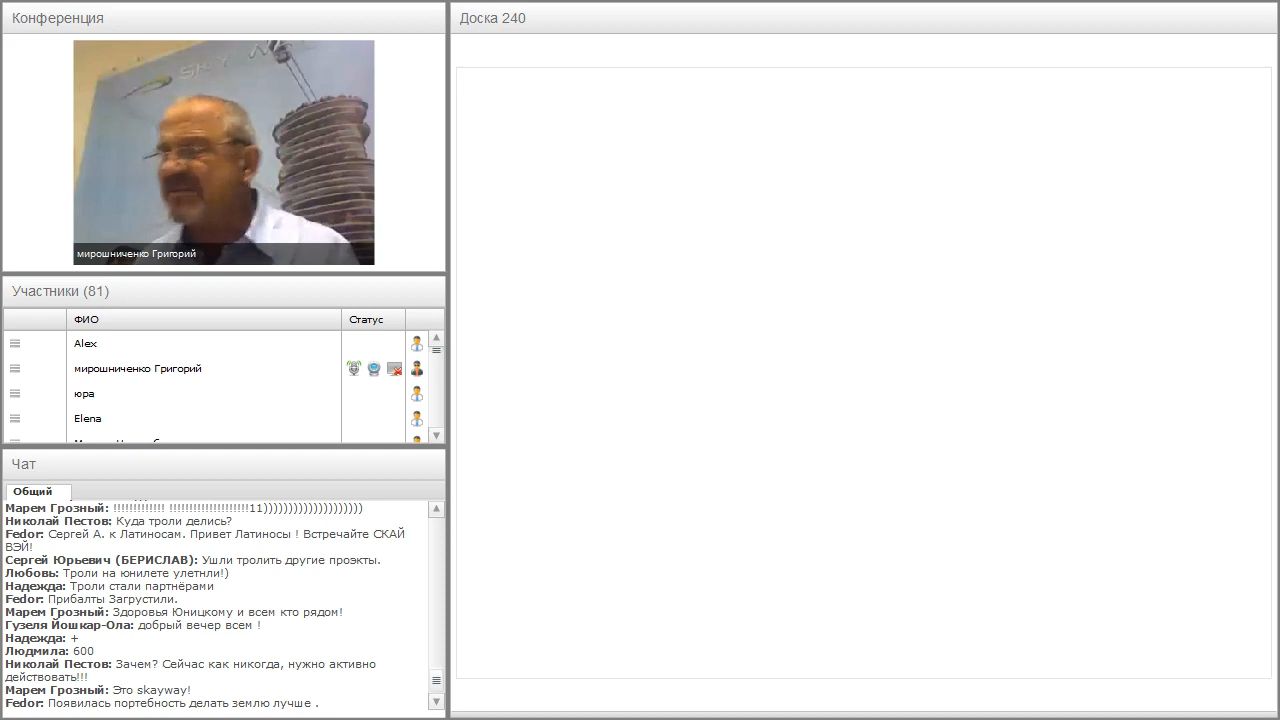 Конференция
Доска 240
SKY
мирошниченко Григорий
Участники (81)
ФИО
Статус
Alex
мирошниченко Григорий
юра
Elena
Чат
Общий
Марем Грозный: !!!!!!!!!!!!! !!!!!!!!!!!!!!!!!!!!11))))))))))))))))))))
Николай Пестов: Куда троли делись?
Fedor: Сергей А. к Латиносам. Привет Латиносы ! Встречайте СКАЙ
ВЭЙ!
Сергей Юрьевич (БЕРИСЛАВ): Ушли тролить другие проэкты.
Любовь: Троли на юнилете улетнли!)
Надежда: Троли стали партнёрами
Fedor: Прибалты Загрустили.
Марем Грозный: Здоровья Юницкому и всем кто рядом!
Гузеля Йошкар-Ола: добрый вечер всем !
Надежда: +
Людмила: 600
Николай Пестов: Зачем? Сейчас как никогда, нужно активно
действовать!!!
Марем Грозный: Это skayway!
Fedor: Появилась портебность делать землю лучше .